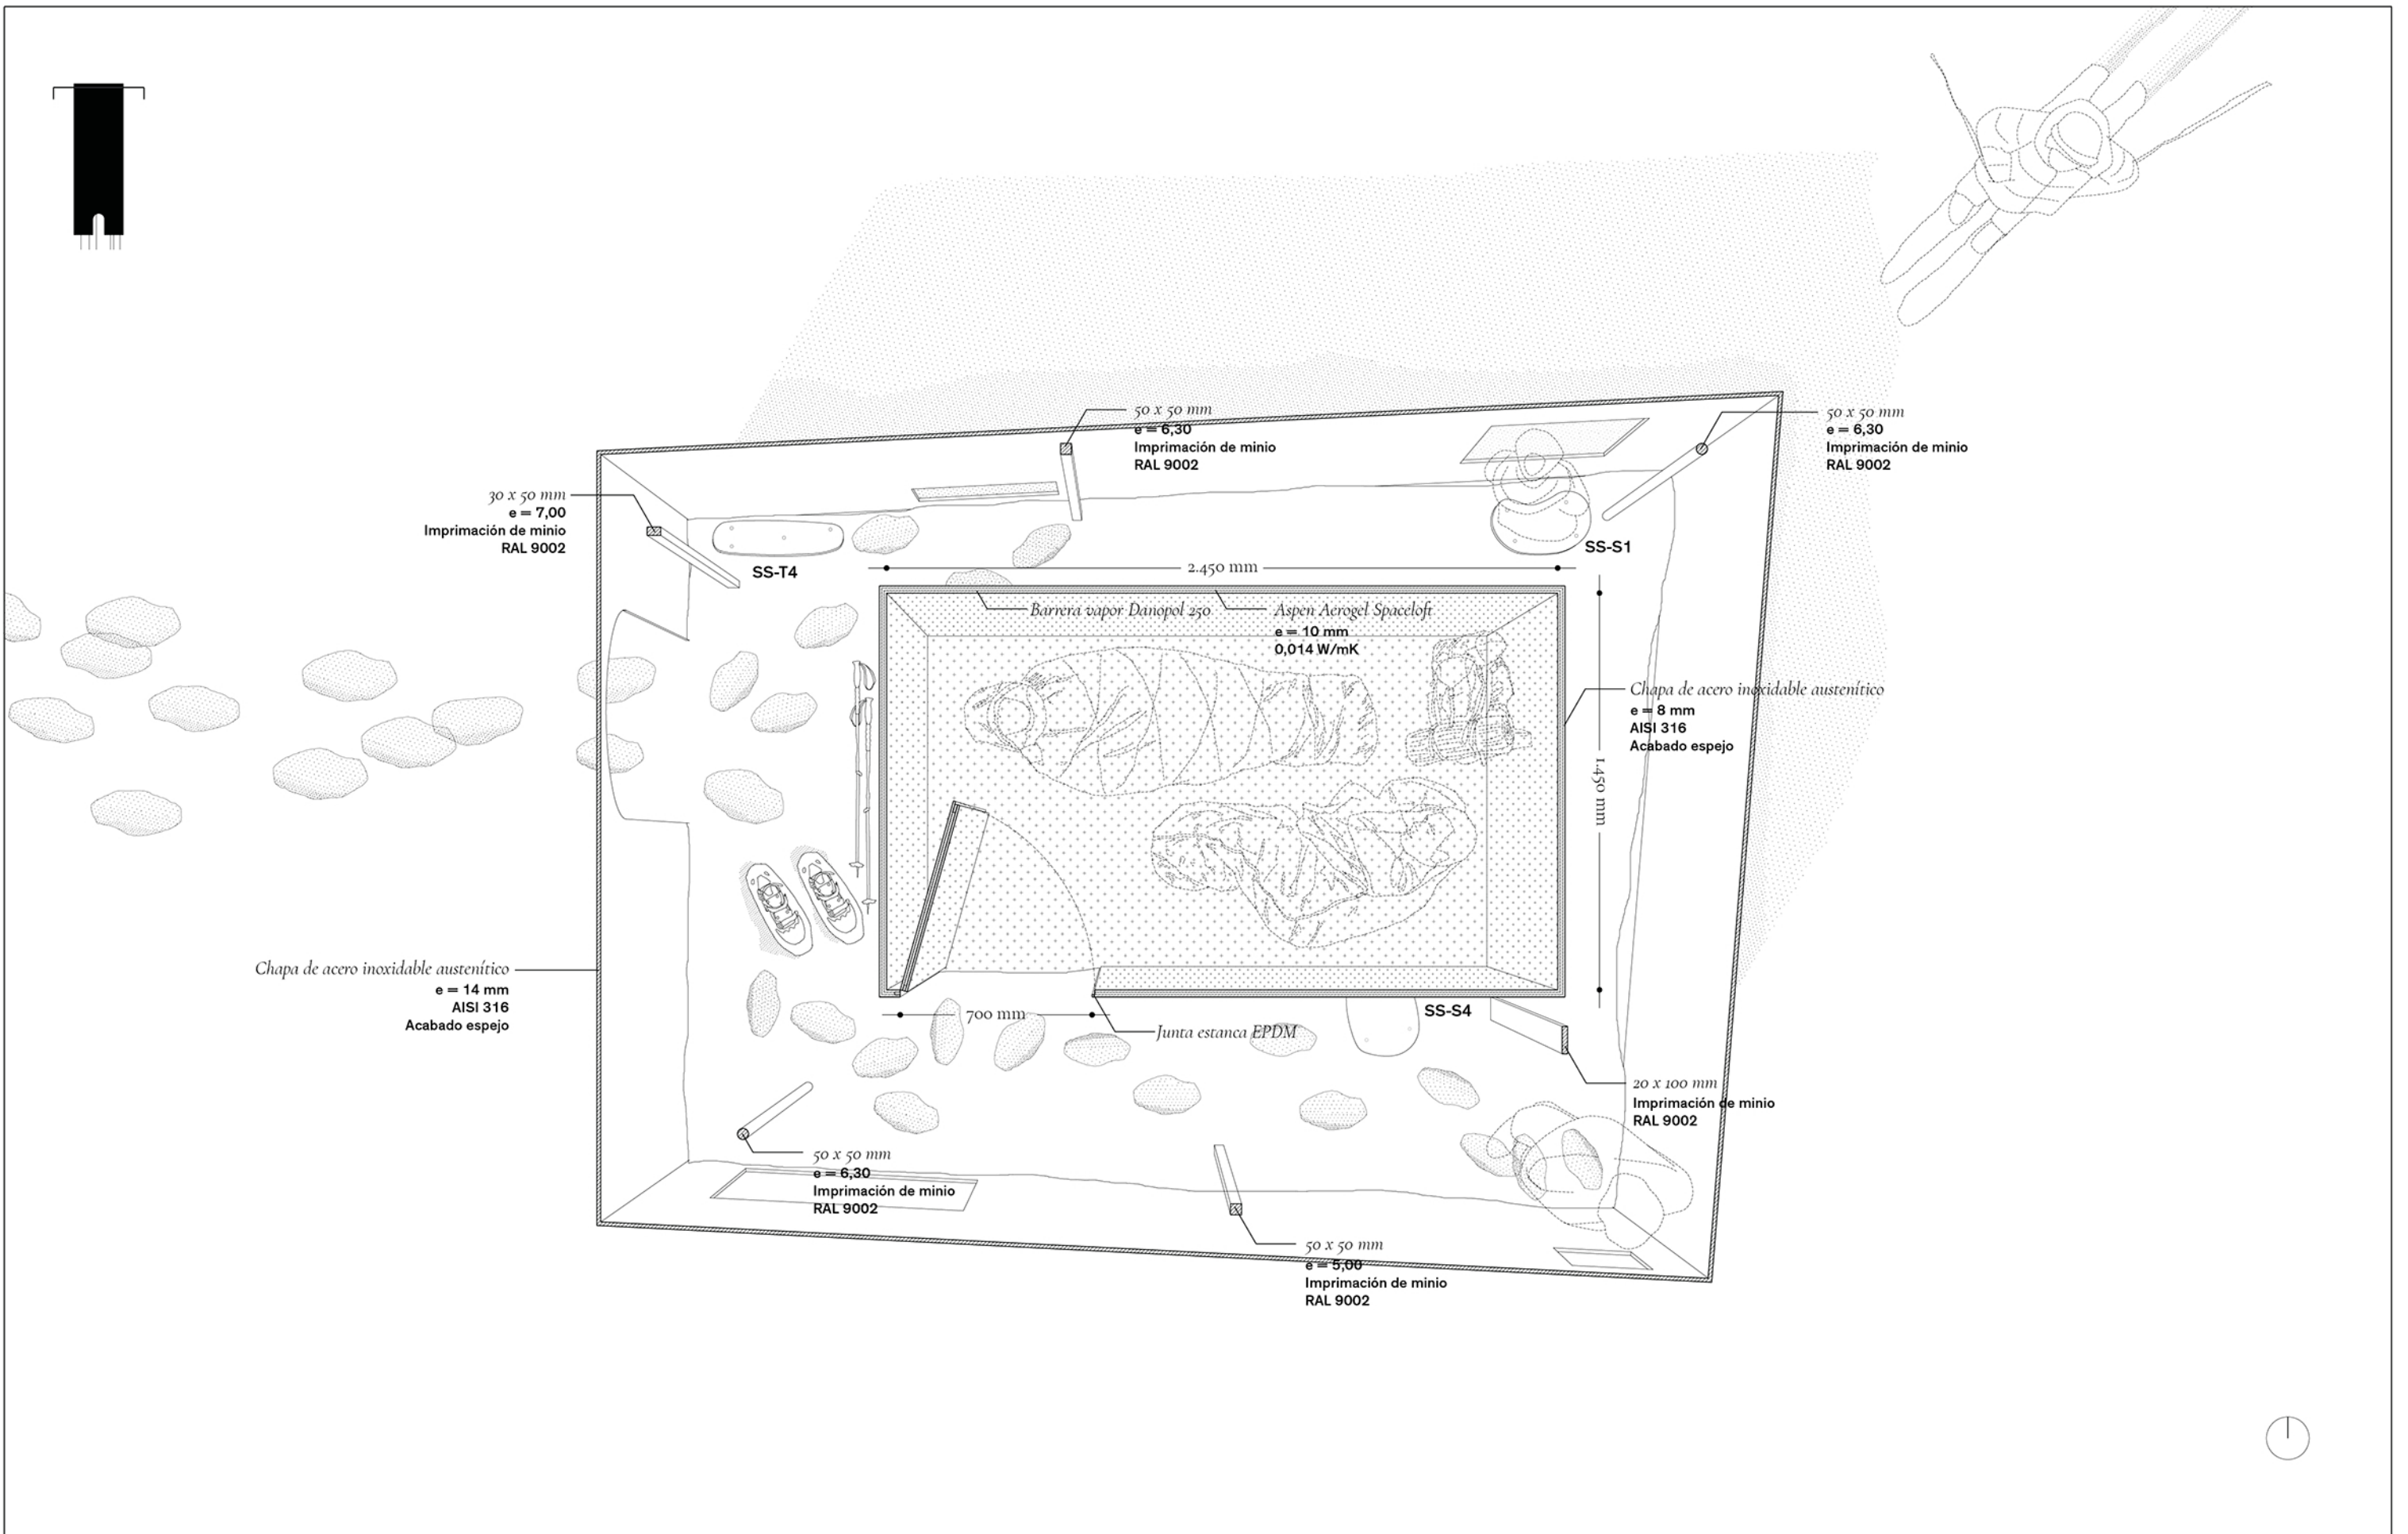 50 x 50 mm
e = 6,30
Imprimación de minio
RAL 9002
50 x 50 mm
e = 6,30
Imprimación de minio
RAL 9002
30 x 50 mm
e = 7,00
Imprimación de minio
RAL 9002
SS-T4
SS-S1
2.450 mm
Barrera vapor Danopol 250
Aspen Aerogel Spaceloft
e = 10 mm
0,014 W/mK
Chapa de acero inoxidable austenítico
e = 8 mm
AISI 316
Acabado espejo
1.450 mm
Chapa de acero inoxidable austenítico
e = 14 mm
AISI 316
Acabado espejo
700 mm
Junta estanca EPDM
SS-S4
20 x 100 mm
Imprimación de minio
RAL 9002
50 x 50 mm
e = 6,30
Imprimación de minio
RAL 9002
50 x 50 mm
e = 5,00
Imprimación de minio
RAL 9002